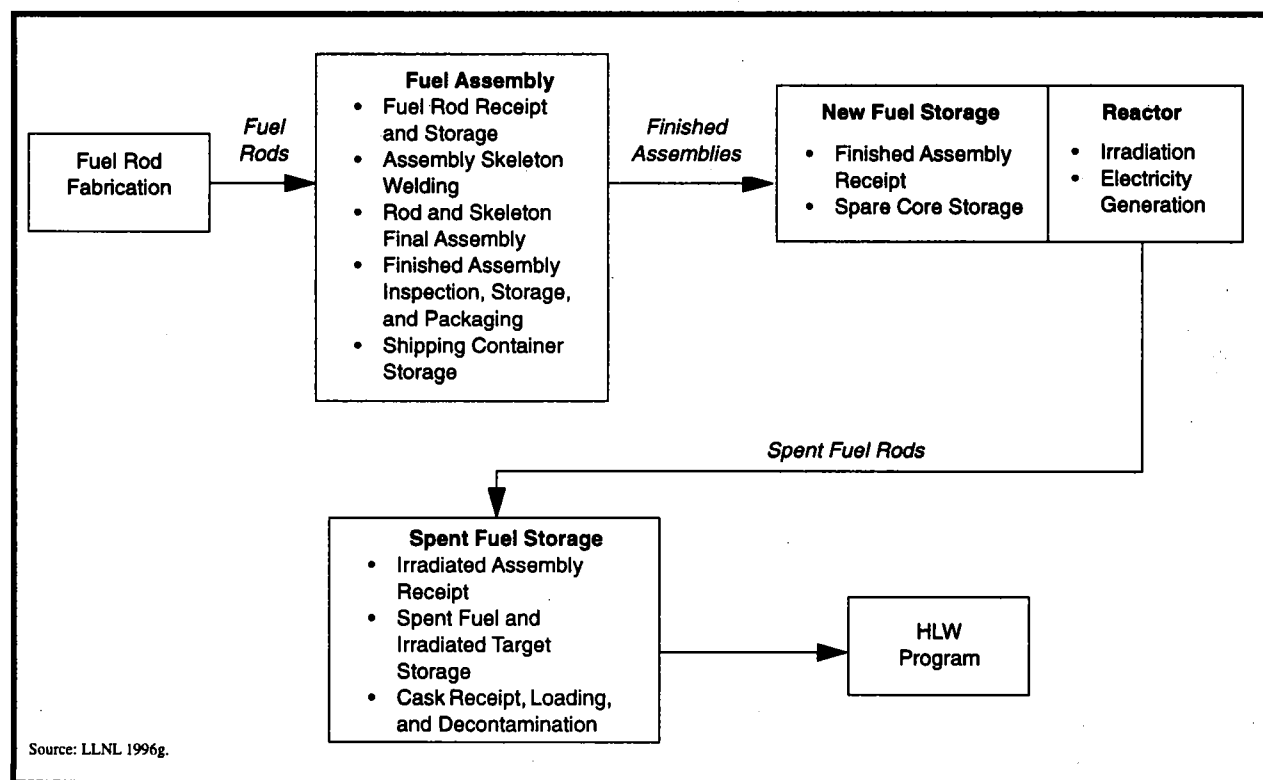 Fuel Rod
Fabrication
Fuel
Rods
Fuel Assembly
• Fuel Rod Receipt
and Storage
• Assembly Skeleton
Welding
• Rod and Skeleton
Final Assembly
• Finished Assembly
Inspection, Storage,
and Packaging
• Shipping Container
Storage
Finished
Assemblies
New Fuel Storage
• Finished Assembly
Receipt
• Spare Core Storage
Reactor
• Irradiation
• Electricity
Generation
Spent Fuel Rods
Spent Fuel Storage
• Irradiated Assembly
Receipt
• Spent Fuel and
Irradiated Target
Storage
• Cask Receipt, Loading,
and Decontamination
HLW
Program
Source: LLNL 1996g.